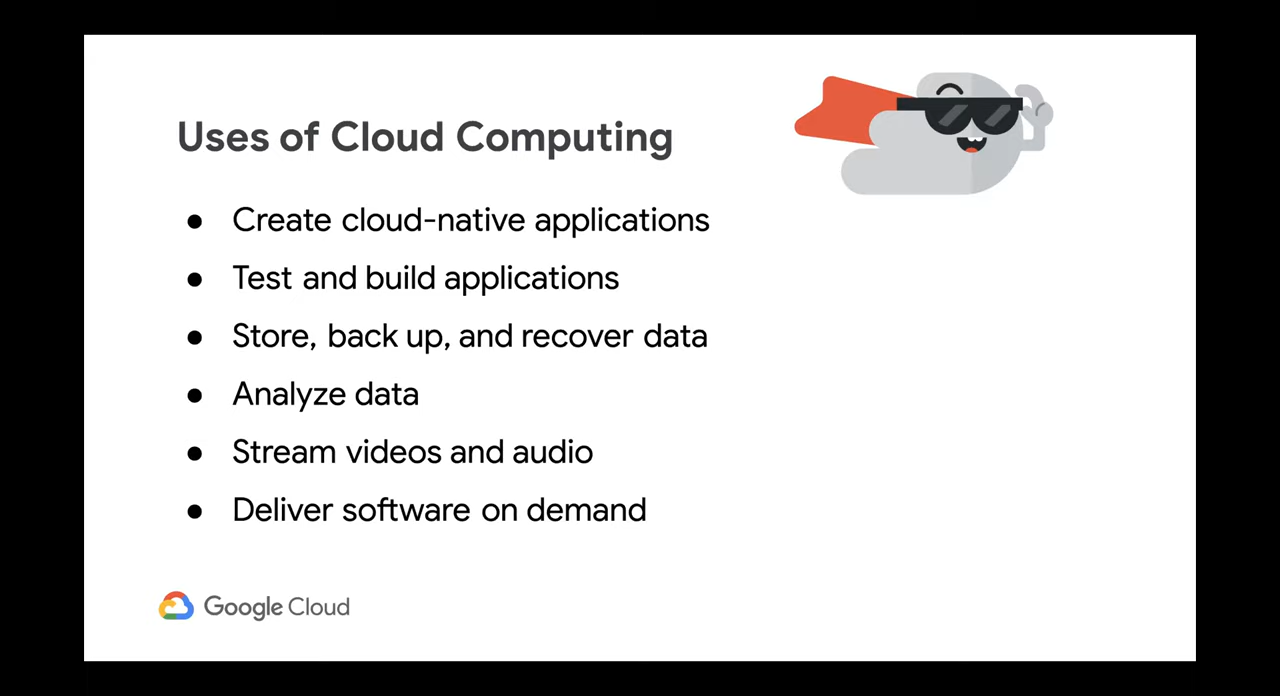 Uses of Cloud Computing
● Create cloud-native applications
● Test and build applications
● Store, back up, and recover data
● Analyze data
● Stream videos and audio
● Deliver software on demand
Google Cloud